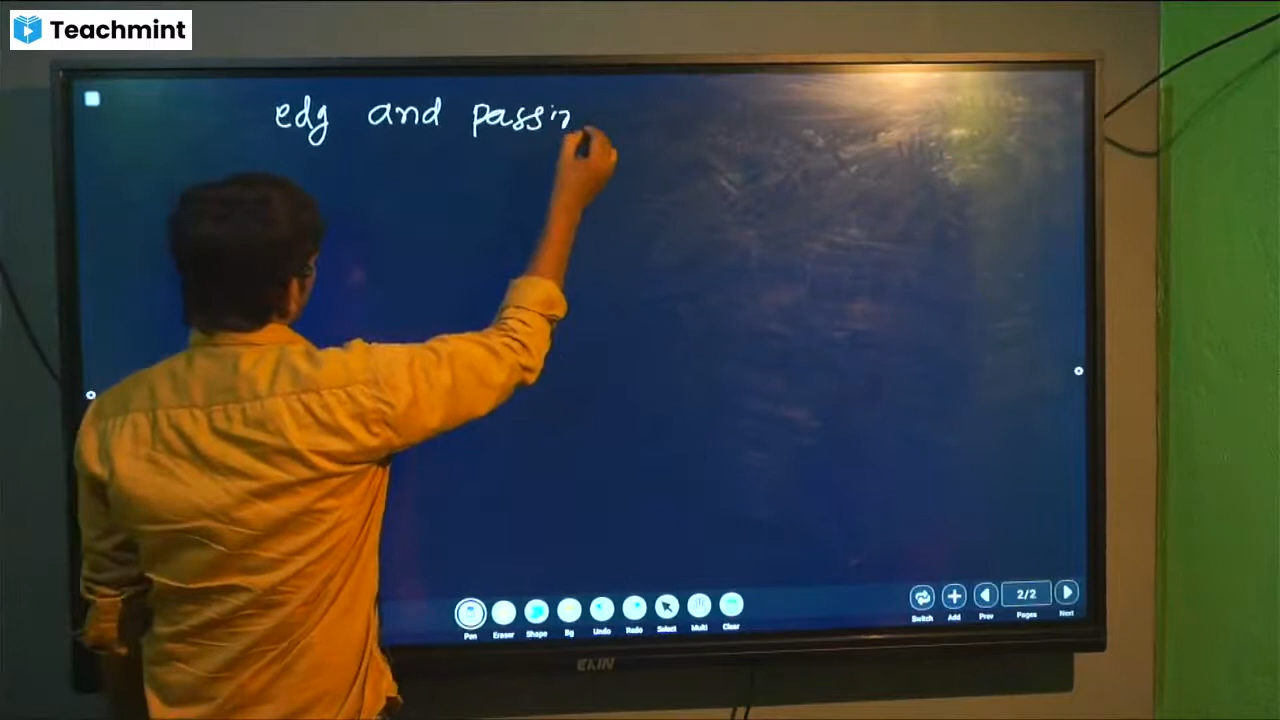 Teachmint
edg and passin
Pen Eraser Shape Bg Undo Redo Select Multi Clear
Switch Add Prev 2/2 Pages Next